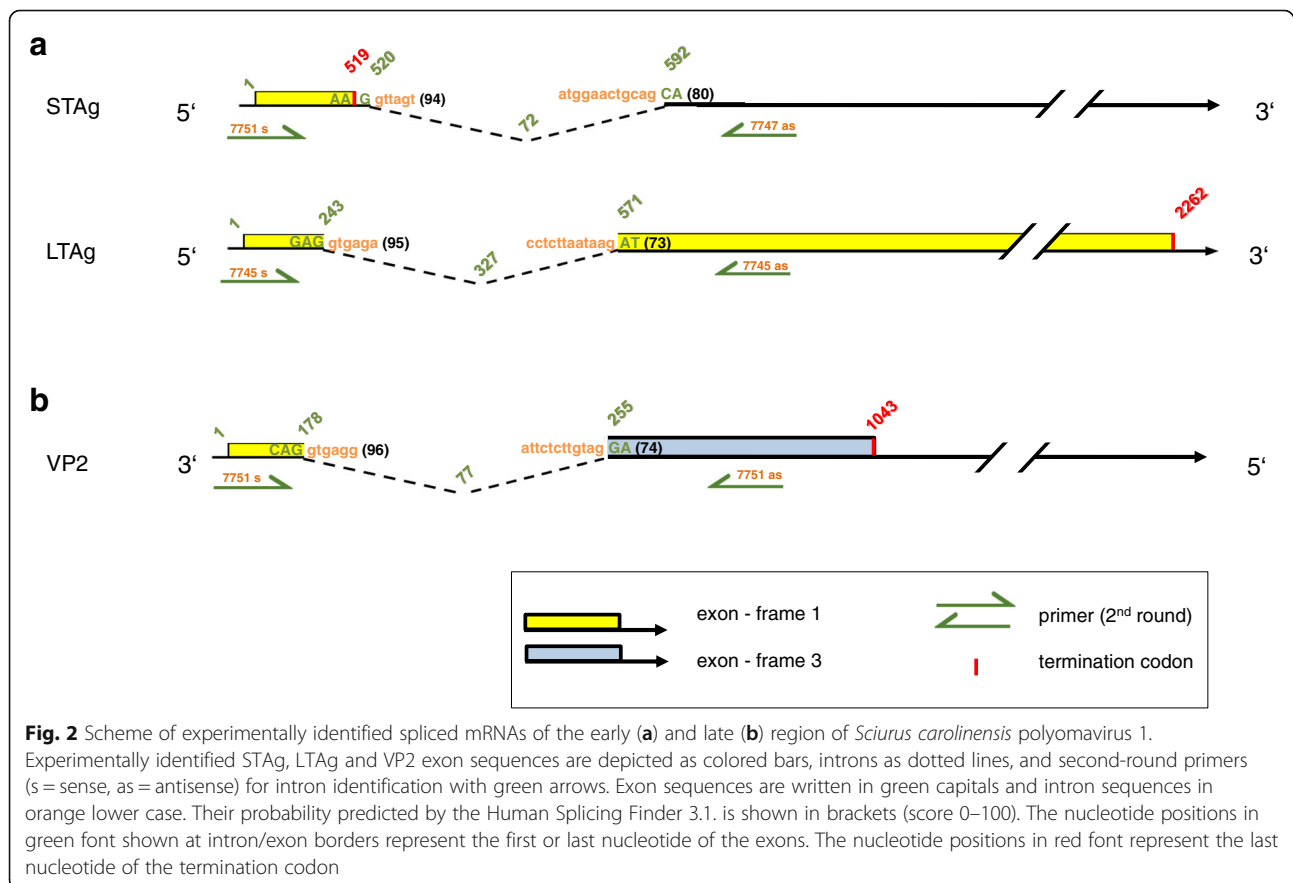 a
519
520
592
1
STAg
5‘
AA G gttagt (94)
atggaactgcag CA (80)
3‘
7751 s
72
7747 as
1
243
571
2262
LTAg
5‘
GAG gtgaga (95)
cctcttaataag AT (73)
3‘
7745 s
327
7745 as
b
1
178
255
1043
VP2
3‘
CAG gtgagg (96)
attctcttgtag GA (74)
5‘
7751 s
77
7751 as
exon - frame 1
primer (2nd round)
exon - frame 3
termination codon
Fig. 2 Scheme of experimentally identified spliced mRNAs of the early (a) and late (b) region of Sciurus carolinensis polyomavirus 1.
Experimentally identified STAg, LTAg and VP2 exon sequences are depicted as colored bars, introns as dotted lines, and second-round primers
(s = sense, as = antisense) for intron identification with green arrows. Exon sequences are written in green capitals and intron sequences in
orange lower case. Their probability predicted by the Human Splicing Finder 3.1. is shown in brackets (score 0–100). The nucleotide positions in
green font shown at intron/exon borders represent the first or last nucleotide of the exons. The nucleotide positions in red font represent the last
nucleotide of the termination codon